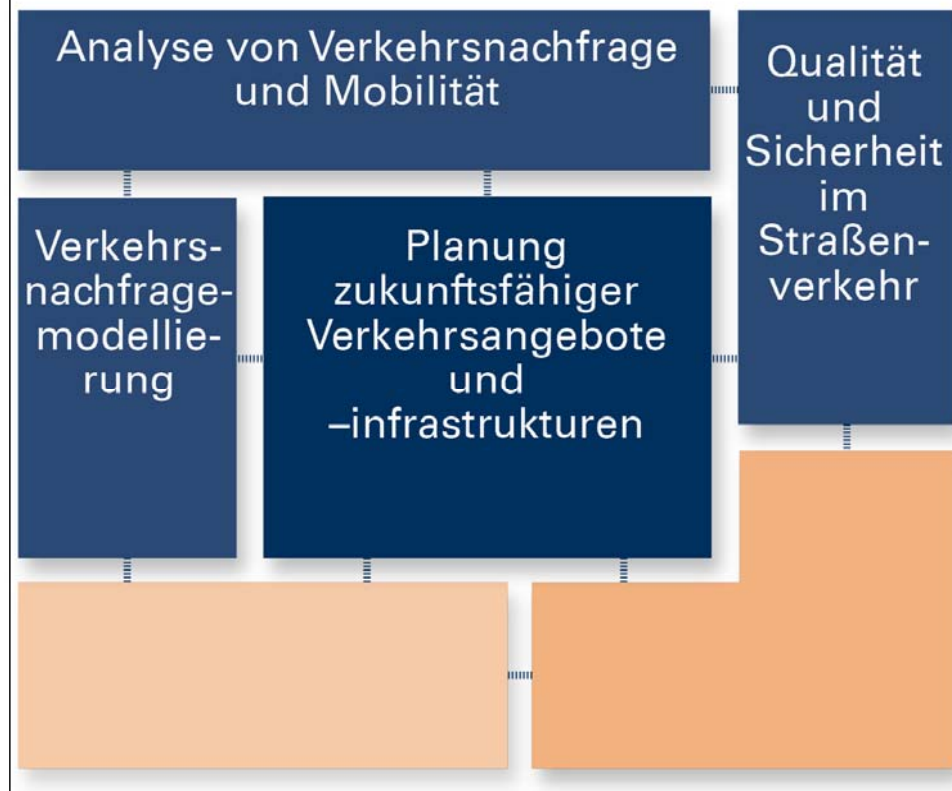 Analyse von Verkehrsnachfrage
und Mobilität
Qualität
und
Sicherheit
im
Straßen-
verkehr
Verkehrs-
nachfrage-
modellie-
rung
Planung
zukunftsfähiger
Verkehrsangebote
und
–infrastrukturen